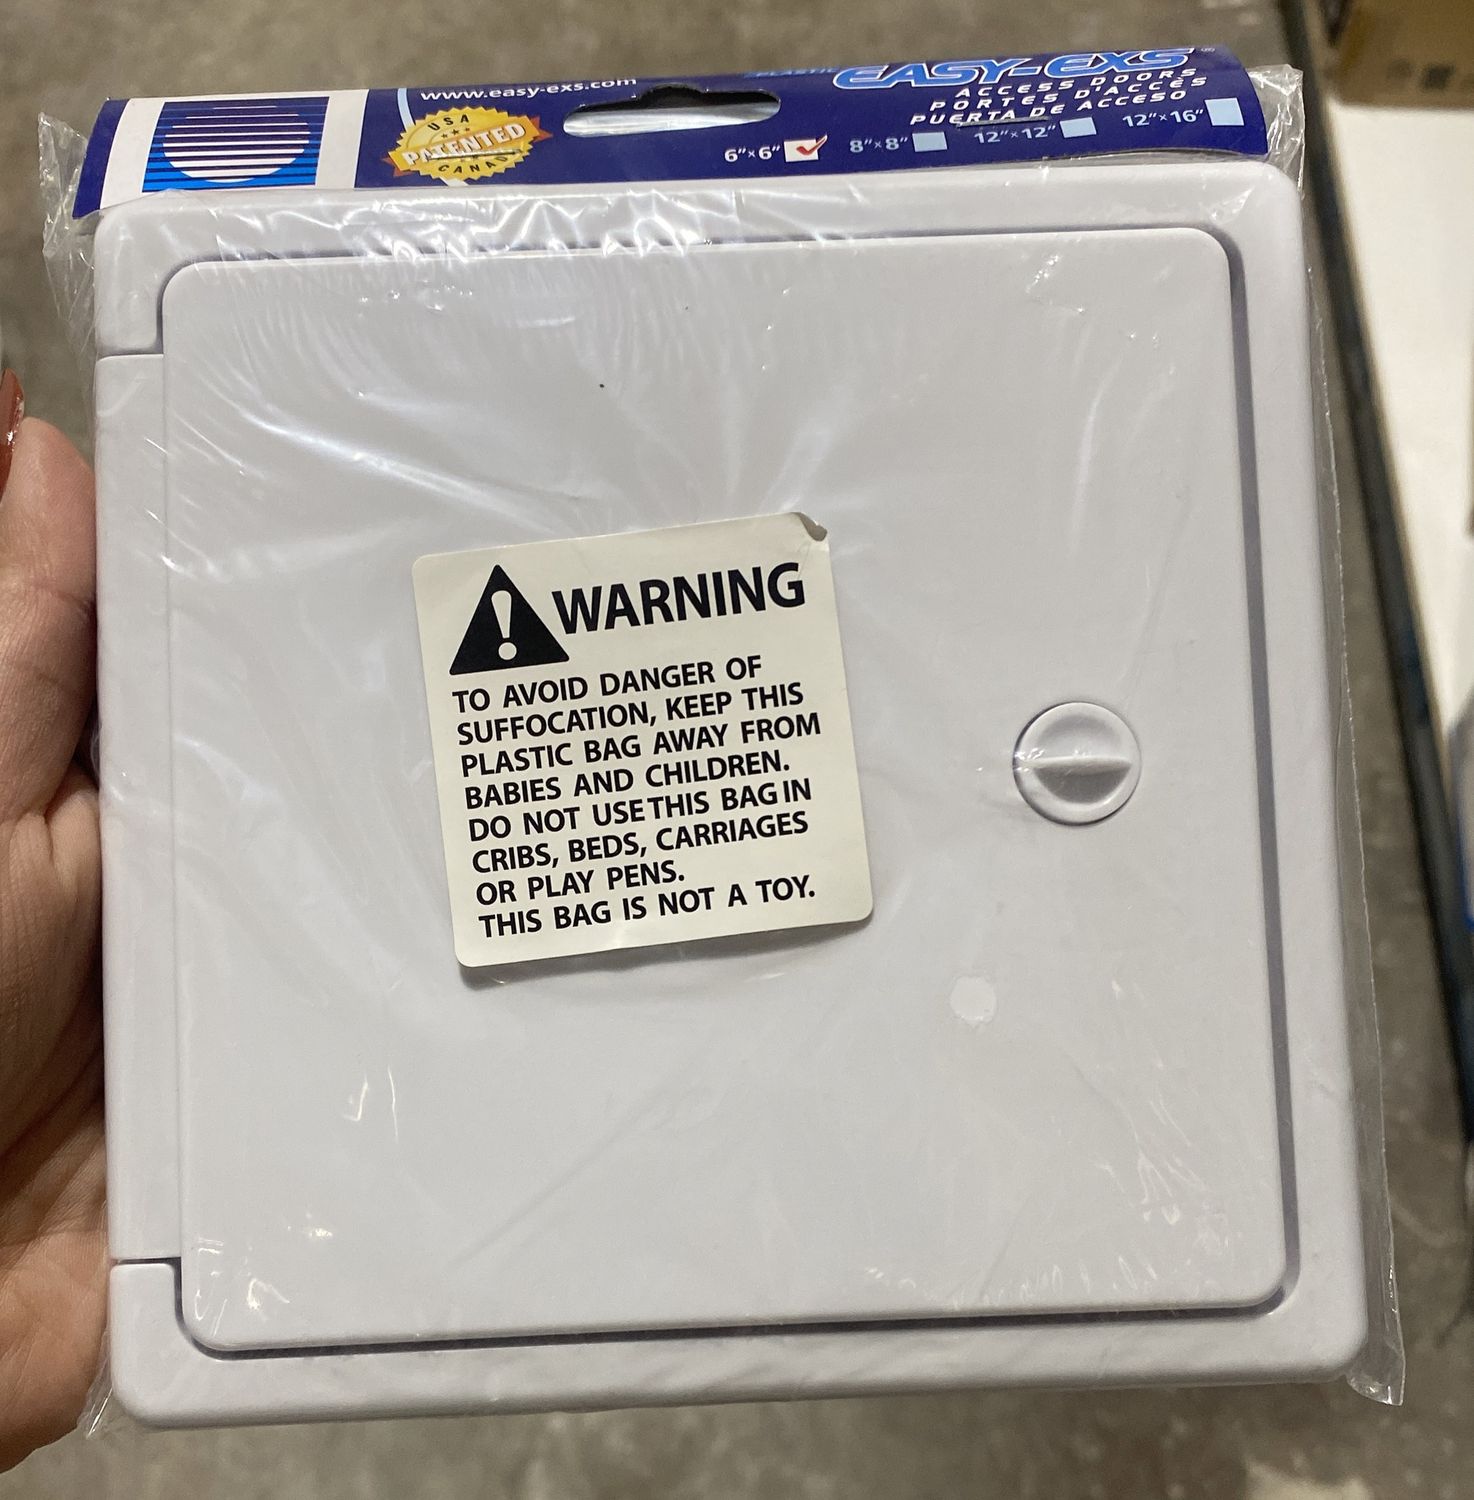 www.easy-exs.com
PLASTIC
EASY-EXS®
ACCESS DOORS
PORTES D'ACCÈS
PUERTA DE ACCESO
USA
PATENTED
CANADA
6"×6" 8"×8" 12"×12" 12"×16"
WARNING
TO AVOID DANGER OF
SUFFOCATION, KEEP THIS
PLASTIC BAG AWAY FROM
BABIES AND CHILDREN.
DO NOT USE THIS BAG IN
CRIBS, BEDS, CARRIAGES
OR PLAY PENS.
THIS BAG IS NOT A TOY.